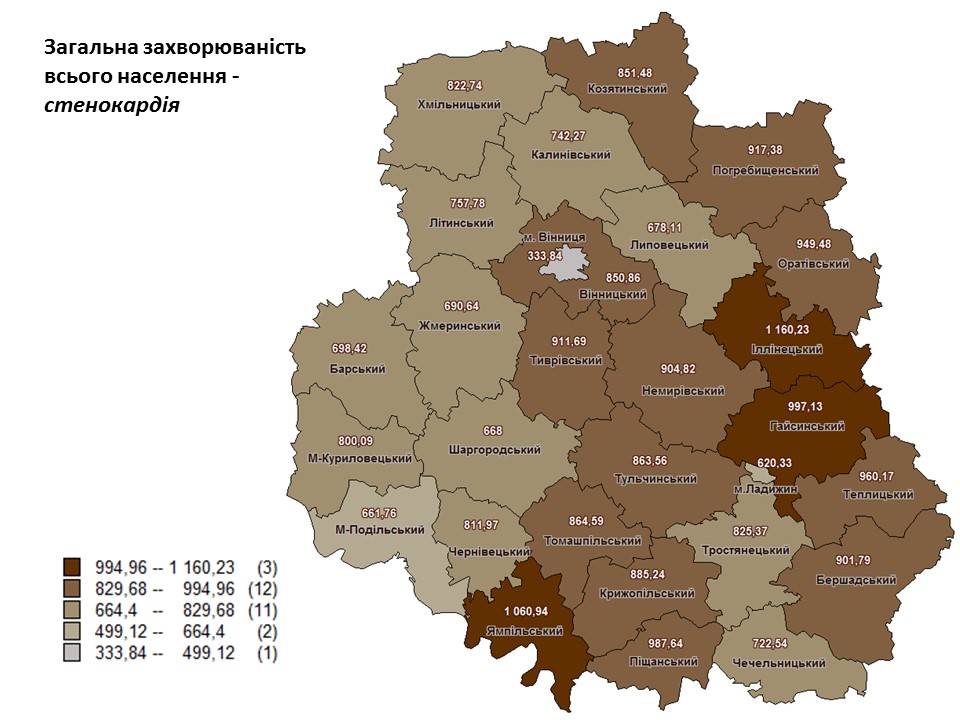 Загальна захворюваність
всього населення -
стенокардія
851,48
Козятинський
822,74
Хмільницький
742,27
Калинівський
917,38
Погребищенський
757,78
Літинський
678,11
Липовецький
м. Вінниця
333,84
949,48
Оратівський
850,86
Вінницький
690,64
Жмеринський
1 160,23
Іллінецький
698,42
Барський
911,69
Тиврівський
904,82
Немирівський
997,13
Гайсинський
800,09
М-Куриловецький
668
Шаргородський
863,56
Тульчинський
620,33
м.Ладижин
960,17
Теплицький
661,76
М-Подільський
811,97
Чернівецький
864,59
Томашпільський
825,37
Тростянецький
901,79
Бершадський
885,24
Крижопільський
1 060,94
Ямпільський
987,64
Піщанський
722,54
Чечельницький
994,96 -- 1 160,23 (3)
829,68 -- 994,96 (12)
664,4 -- 829,68 (11)
499,12 -- 664,4 (2)
333,84 -- 499,12 (1)